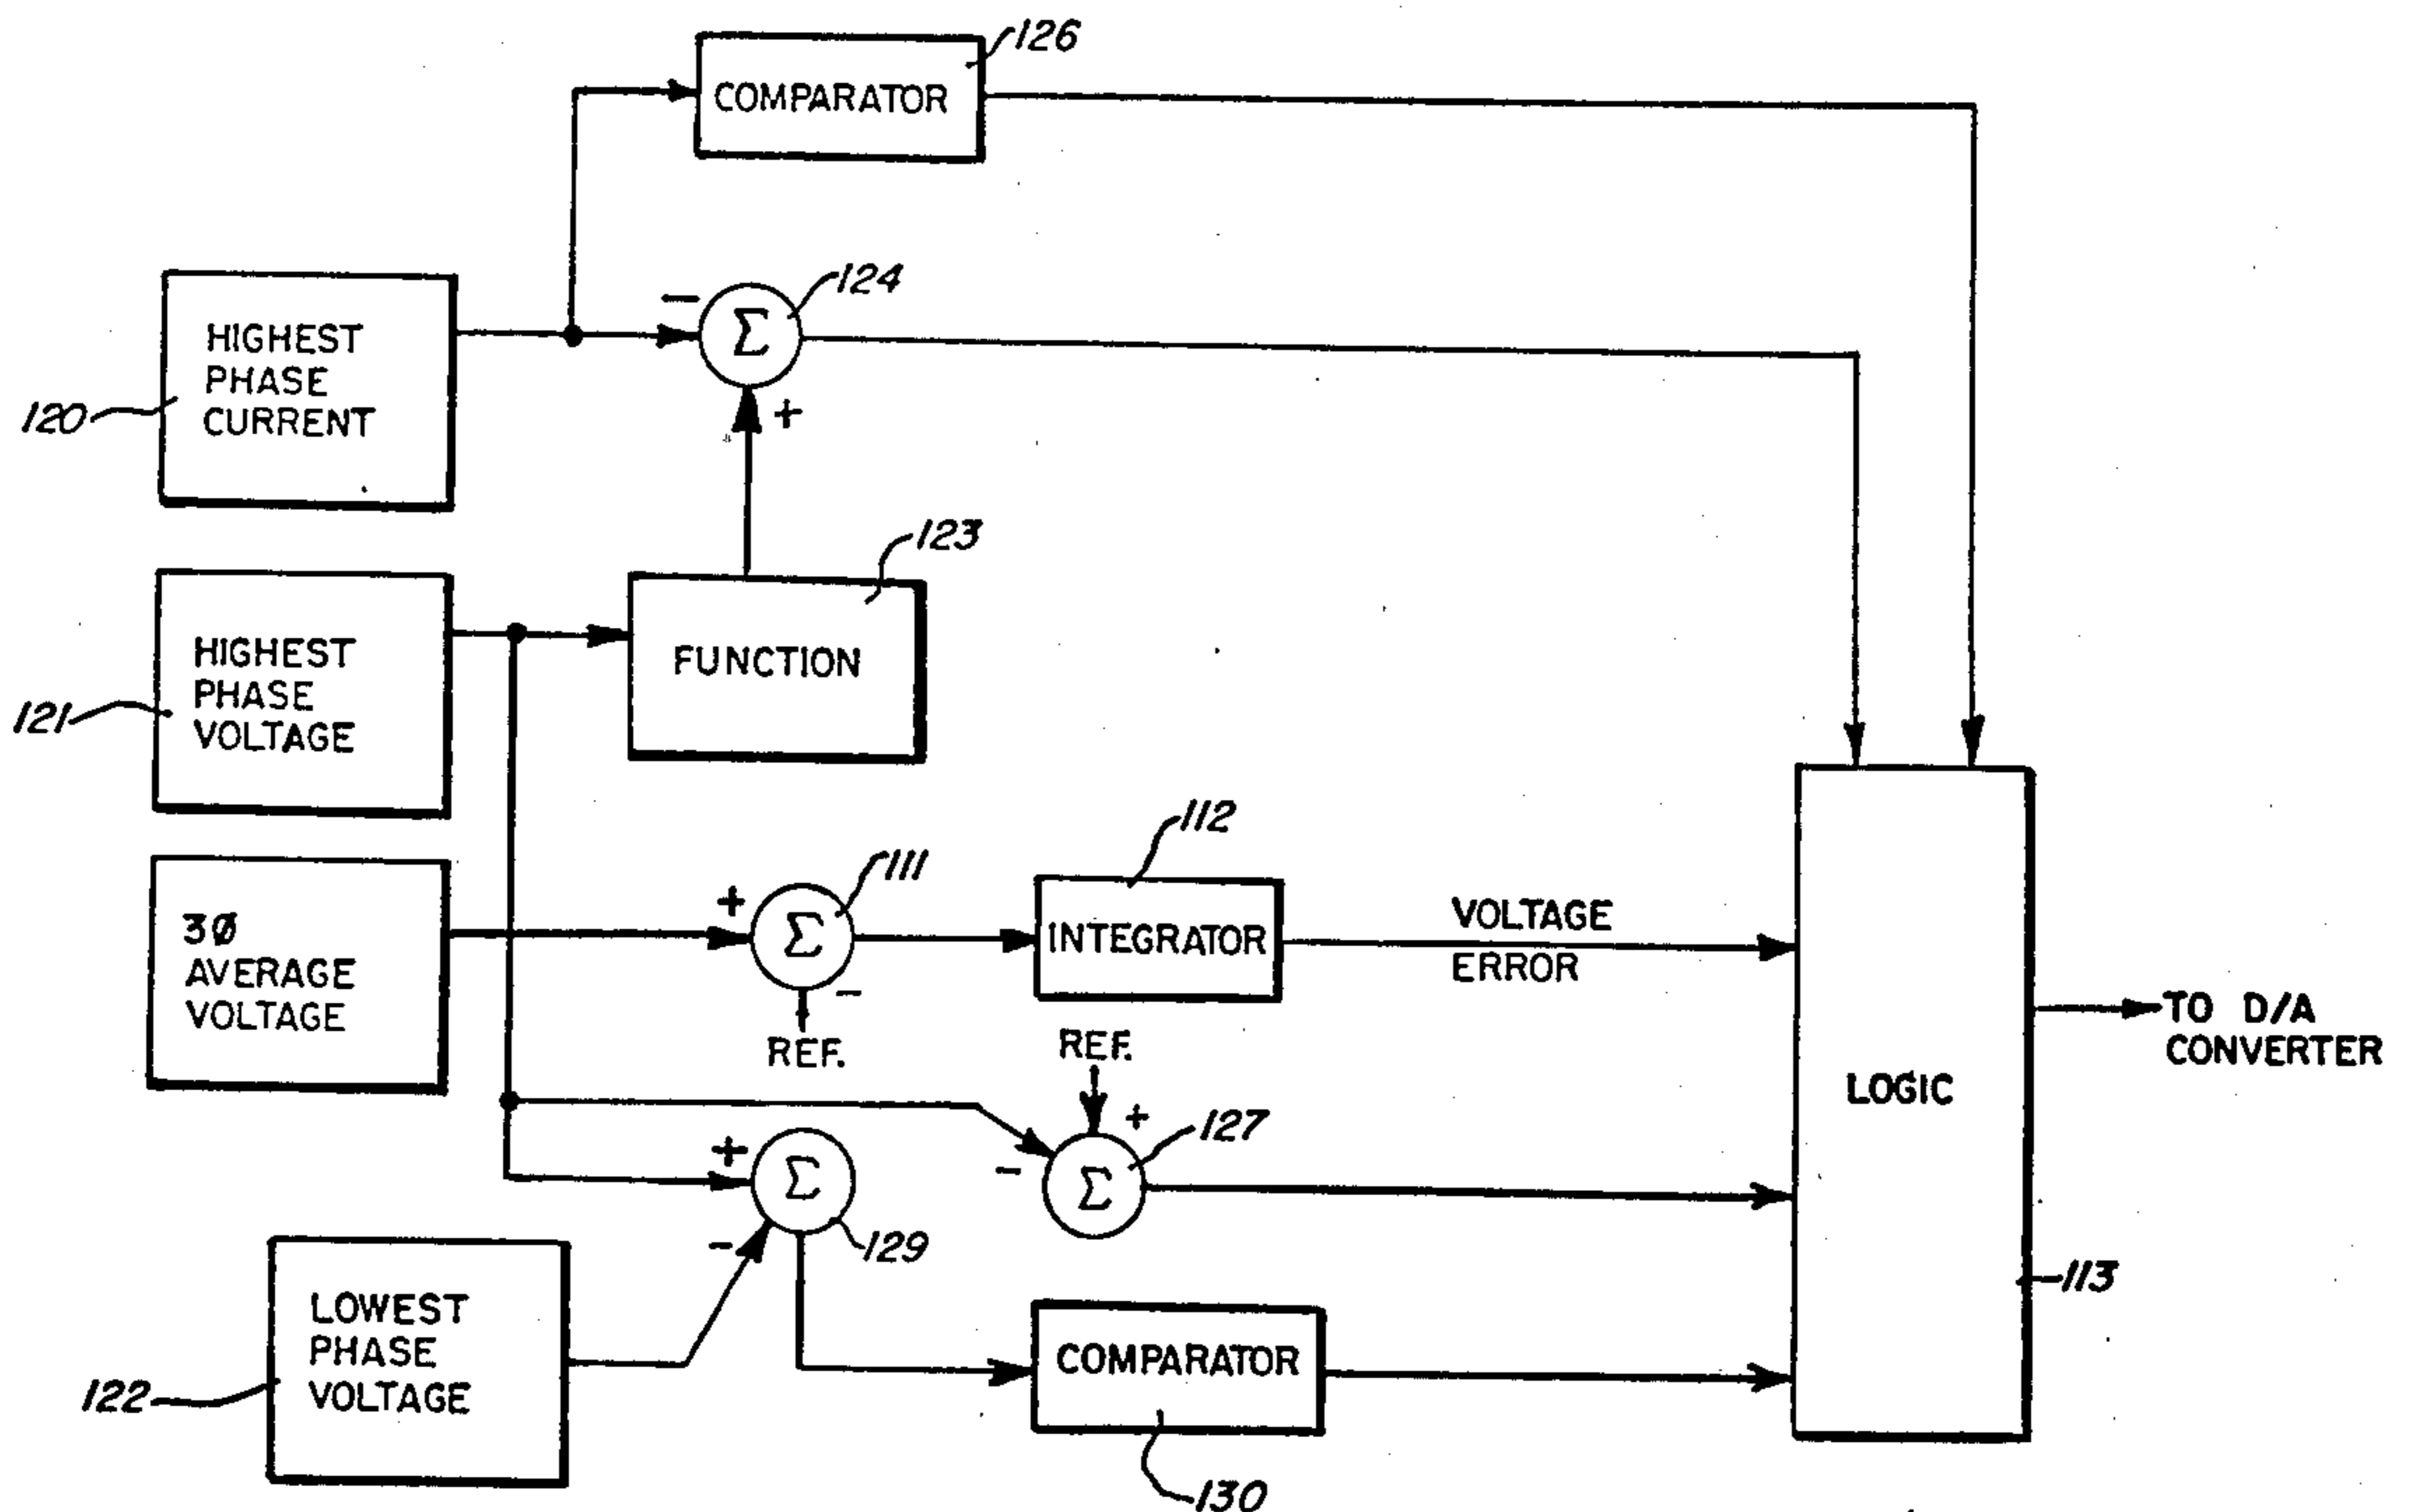 126
COMPARATOR
124
−
Σ
+
HIGHEST
PHASE
CURRENT
120
123
FUNCTION
HIGHEST
PHASE
VOLTAGE
121
112
111
+
Σ
−
REF.
INTEGRATOR
VOLTAGE
ERROR
3Ø
AVERAGE
VOLTAGE
TO D/A
CONVERTER
LOGIC
113
REF.
+
127
−
Σ
+
Σ
−
129
LOWEST
PHASE
VOLTAGE
122
COMPARATOR
130